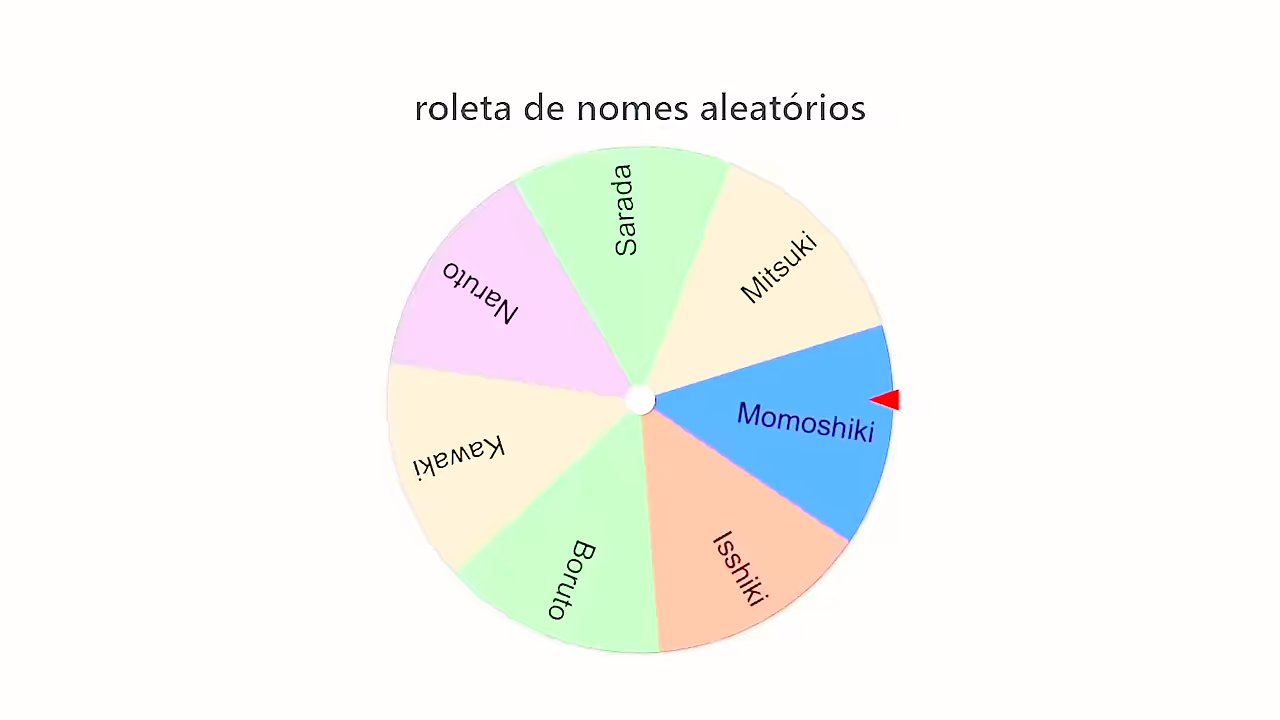 roleta de nomes aleatórios
Sarada
Mitsuki
Momoshiki
Isshiki
Boruto
Kawaki
Naruto